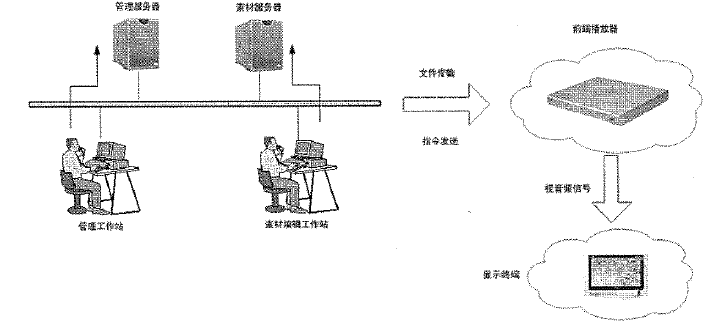 管理服务器
素材服务器
前端播放器
文件传输
指令发送
视音频信号
管理工作站
素材编辑工作站
显示终端